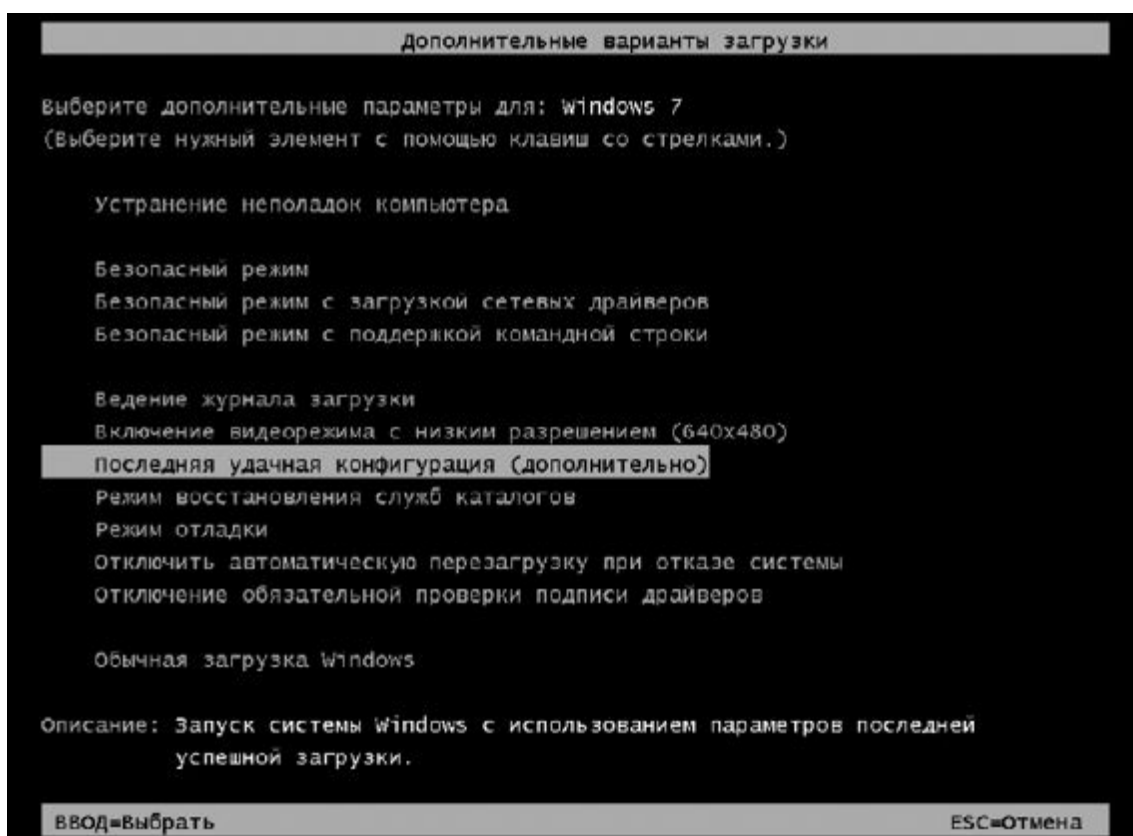 Дополнительные варианты загрузки
Выберите дополнительные параметры для: Windows 7
(Выберите нужный элемент с помощью клавиш со стрелками.)
Устранение неполадок компьютера
Безопасный режим
Безопасный режим с загрузкой сетевых драйверов
Безопасный режим с поддержкой командной строки
Ведение журнала загрузки
Включение видеорежима с низким разрешением (640x480)
Последняя удачная конфигурация (дополнительно)
Режим восстановления служб каталогов
Режим отладки
Отключить автоматическую перезагрузку при отказе системы
Отключение обязательной проверки подписи драйверов
Обычная загрузка Windows
Описание: Запуск системы Windows с использованием параметров последней
успешной загрузки.
ВВОД=Выбрать ESC=Отмена